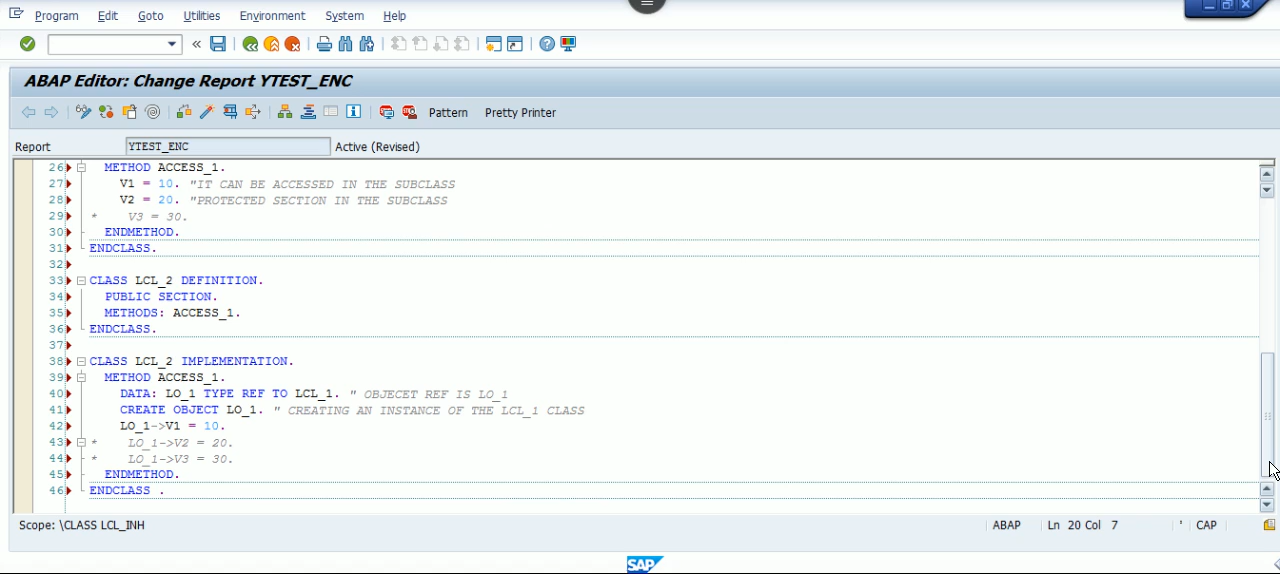 Program Edit Goto Utilities Environment System Help
ABAP Editor: Change Report YTEST_ENC
Pattern Pretty Printer
Report YTEST_ENC Active (Revised)
26 METHOD ACCESS_1.
27 V1 = 10. "IT CAN BE ACCESSED IN THE SUBCLASS
28 V2 = 20. "PROTECTED SECTION IN THE SUBCLASS
29 * V3 = 30.
30 ENDMETHOD.
31 ENDCLASS.
32
33 CLASS LCL_2 DEFINITION.
34 PUBLIC SECTION.
35 METHODS: ACCESS_1.
36 ENDCLASS.
37
38 CLASS LCL_2 IMPLEMENTATION.
39 METHOD ACCESS_1.
40 DATA: LO_1 TYPE REF TO LCL_1. " OBJECET REF IS LO_1
41 CREATE OBJECT LO_1. " CREATING AN INSTANCE OF THE LCL_1 CLASS
42 LO_1->V1 = 10.
43 * LO_1->V2 = 20.
44 * LO_1->V3 = 30.
45 ENDMETHOD.
46 ENDCLASS .
Scope: \CLASS LCL_INH ABAP Ln 20 Col 7 ' CAP
SAP